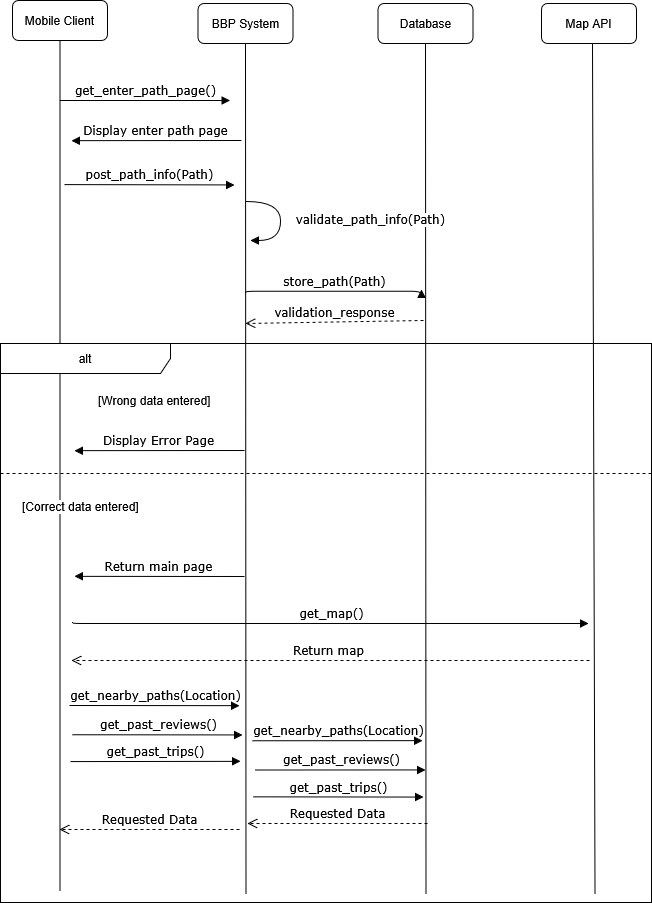 Mobile Client
BBP System
Database
Map API
get_enter_path_page()
Display enter path page
post_path_info(Path)
validate_path_info(Path)
store_path(Path)
validation_response
alt
[Wrong data entered]
Display Error Page
[Correct data entered]
Return main page
get_map()
Return map
get_nearby_paths(Location)
get_past_reviews()
get_nearby_paths(Location)
get_past_trips()
get_past_reviews()
get_past_trips()
Requested Data
Requested Data